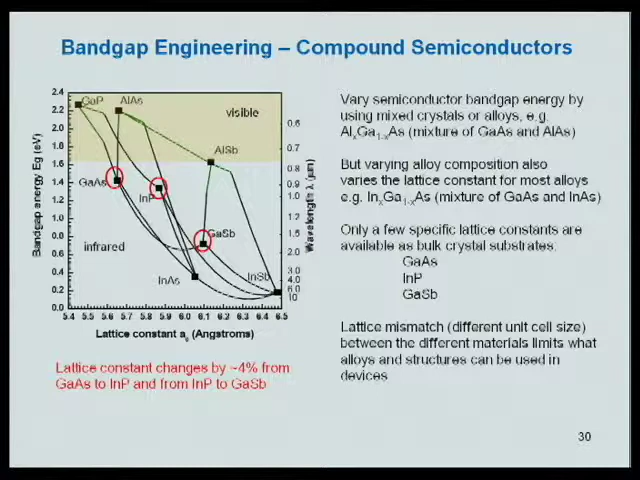 Bandgap Engineering – Compound Semiconductors
2.4
2.2
2.0
1.8
1.6
1.4
1.2
1.0
0.8
0.6
0.4
0.2
0.0
Bandgap energy Eg (eV)
GaP
AlAs
visible
AlSb
GaAs
InP
GaSb
infrared
InAs
InSb
0.6
0.7
0.8
0.9
1.0
1.2
1.5
2.0
3.0
4.0
6.0
10
Wavelength λ (μm)
5.4 5.5 5.6 5.7 5.8 5.9 6.0 6.1 6.2 6.3 6.4 6.5
Lattice constant a₀ (Angstroms)
Lattice constant changes by ~4% from
GaAs to InP and from InP to GaSb
Vary semiconductor bandgap energy by
using mixed crystals or alloys, e.g.
AlₓGa₁₋ₓAs (mixture of GaAs and AlAs)
But varying alloy composition also
varies the lattice constant for most alloys
e.g. InₓGa₁₋ₓAs (mixture of GaAs and InAs)
Only a few specific lattice constants are
available as bulk crystal substrates:
GaAs
InP
GaSb
Lattice mismatch (different unit cell size)
between the different materials limits what
alloys and structures can be used in
devices
30